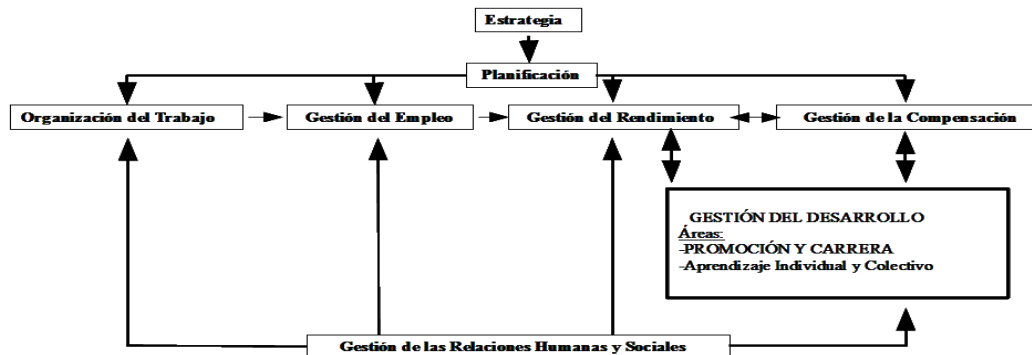 Estrategia
Planificación
Organización del Trabajo
Gestión del Empleo
Gestión del Rendimiento
Gestión de la Compensación
GESTIÓN DEL DESARROLLO
Áreas:
-PROMOCIÓN Y CARRERA
-Aprendizaje Individual y Colectivo
Gestión de las Relaciones Humanas y Sociales